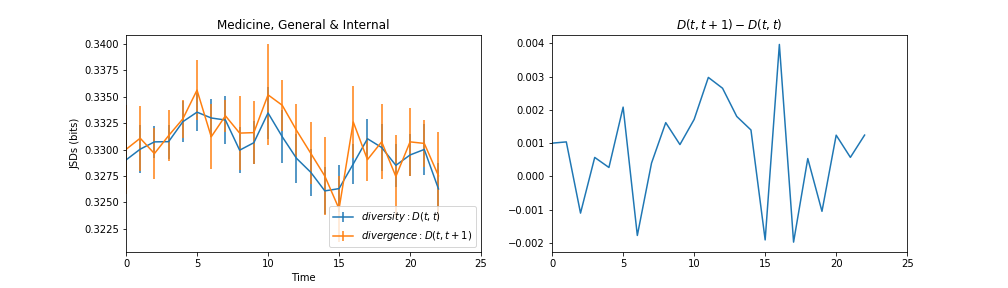 Medicine, General & Internal
JSDs (bits)
0.3400
0.3375
0.3350
0.3325
0.3300
0.3275
0.3250
0.3225
0 5 10 15 20 25
Time
diversity : D(t, t)
divergence : D(t, t + 1)
D(t, t + 1) − D(t, t)
0.004
0.003
0.002
0.001
0.000
−0.001
−0.002
0 5 10 15 20 25